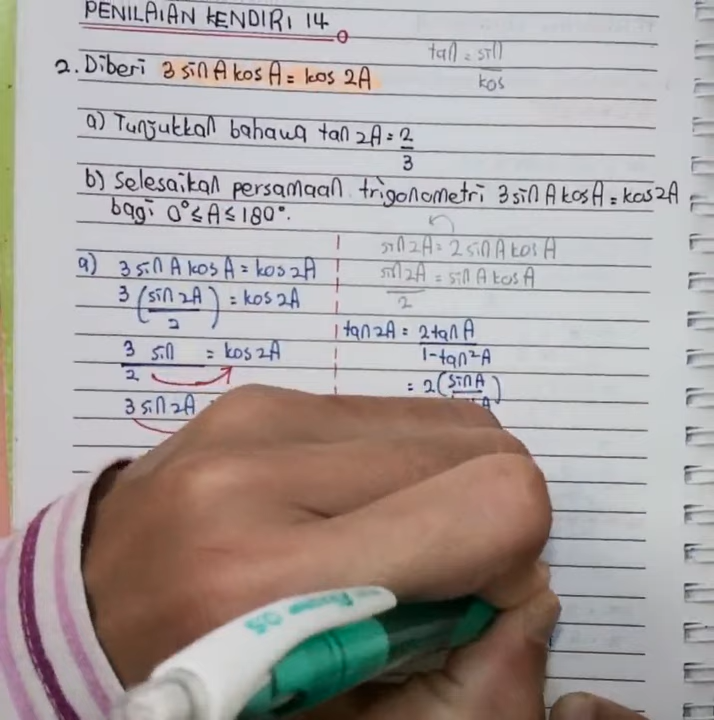 PENILAIAN KENDIRI 14
tan = sin
kos
2. Diberi 3 sin A kos A = kos 2A
a) Tunjukkan bahawa tan 2A = 2
3
b) Selesaikan persamaan trigonometri 3 sin A kos A = kos 2A
bagi 0° ≤ A ≤ 180°.
a) 3 sin A kos A = kos 2A
3 (sin 2A) = kos 2A
2
3 sin = kos 2A
2
3 sin 2A
sin 2A = 2 sin A kos A
sin 2A = sin A kos A
2
tan 2A = 2 tan A
1 - tan² A
= 2 (sin A)
A
05